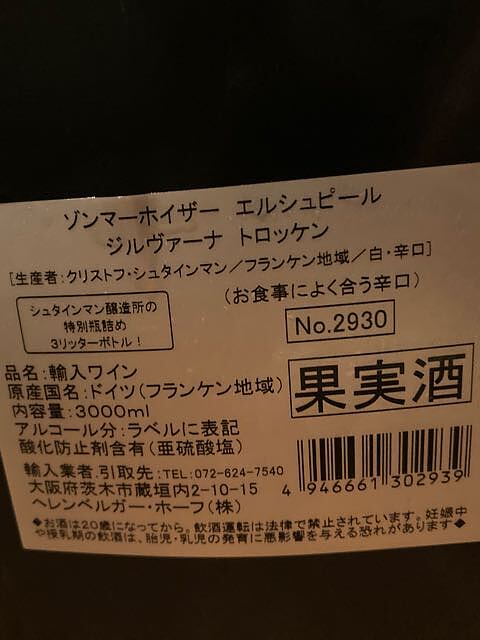 ゾンマーホイザー エルシュピール
ジルヴァーナ トロッケン
[生産者:クリストフ・シュタインマン/フランケン地域/白・辛口]
(お食事によく合う辛口)
シュタインマン醸造所の
特別瓶詰め
3リッターボトル!
No.2930
品名:輸入ワイン
原産国名:ドイツ(フランケン地域)
内容量:3000ml
アルコール分:ラベルに表記
酸化防止剤含有(亜硫酸塩)
果実酒
輸入業者:引取先:TEL:072-624-7540
大阪府茨木市蔵垣内2-10-15
ヘレンベルガー・ホーフ(株)
4 946661 302939
◆お酒は20歳になってから。飲酒運転は法律で禁止されています。妊娠中
や授乳期の飲酒は、胎児・乳児の発育に悪影響を与える恐れがあります◆